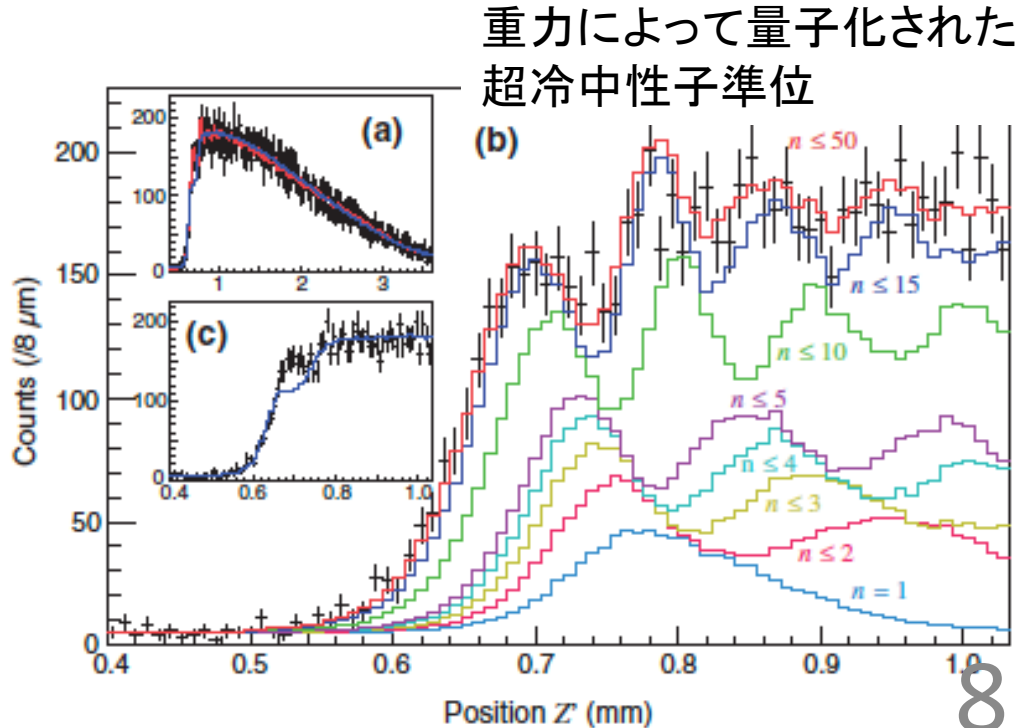 重力によって量子化された
超冷中性子準位
(a)
200
100
0
1 2 3
(c)
200
100
0
0.4 0.6 0.8 1.0
(b)
n ≤ 50
n ≤ 15
n ≤ 10
n ≤ 5
n ≤ 4
n ≤ 3
n ≤ 2
n = 1
200
150
100
50
0
Counts (/8 μm)
0.4 0.5 0.6 0.7 0.8 0.9 1.0
Position Z' (mm)
8